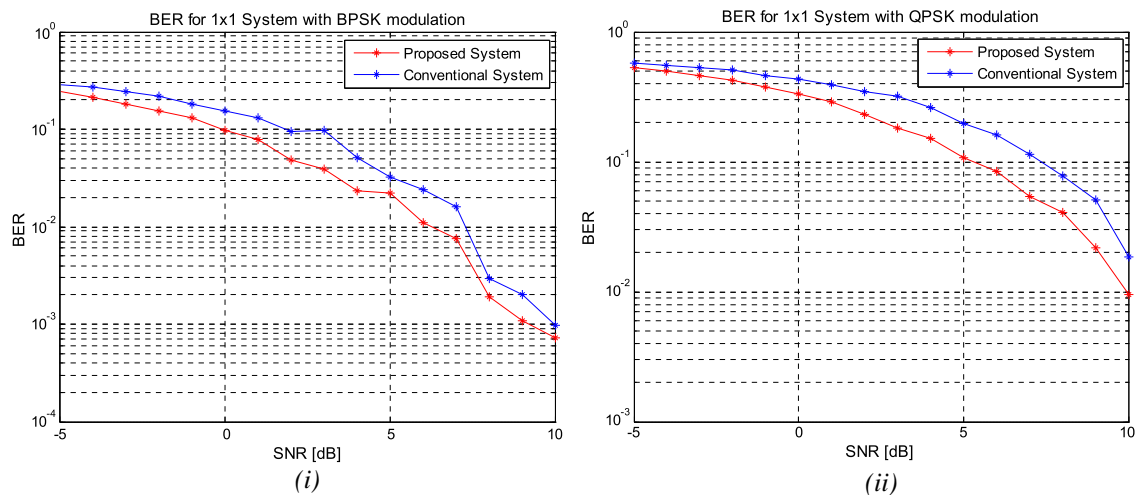 BER for 1x1 System with BPSK modulation
Proposed System
Conventional System
10^0
10^-1
10^-2
10^-3
10^-4
BER
-5
0
5
10
SNR [dB]
(i)
BER for 1x1 System with QPSK modulation
Proposed System
Conventional System
10^0
10^-1
10^-2
10^-3
BER
-5
0
5
10
SNR [dB]
(ii)